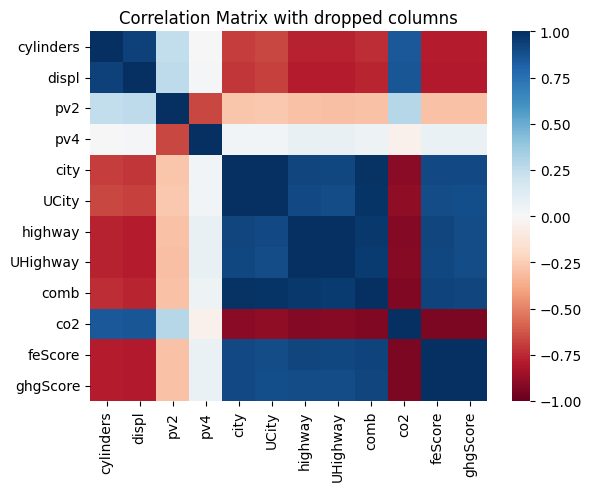 Correlation Matrix with dropped columns
cylinders
displ
pv2
pv4
city
UCity
highway
UHighway
comb
co2
feScore
ghgScore
cylinders
displ
pv2
pv4
city
UCity
highway
UHighway
comb
co2
feScore
ghgScore
1.00
0.75
0.50
0.25
0.00
−0.25
−0.50
−0.75
−1.00